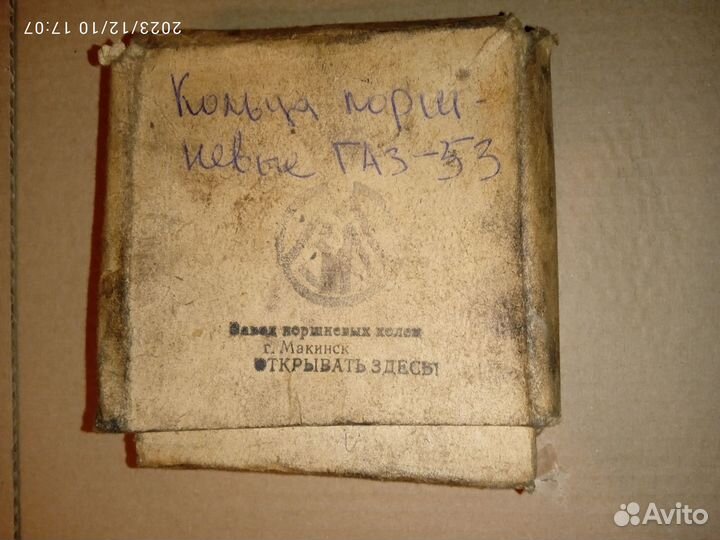 2023/12/10 17:07
Кольца порш-
невые ГАЗ-53
Завод поршневых колец
г. Макинск
ОТКРЫВАТЬ ЗДЕСЬ!
Avito